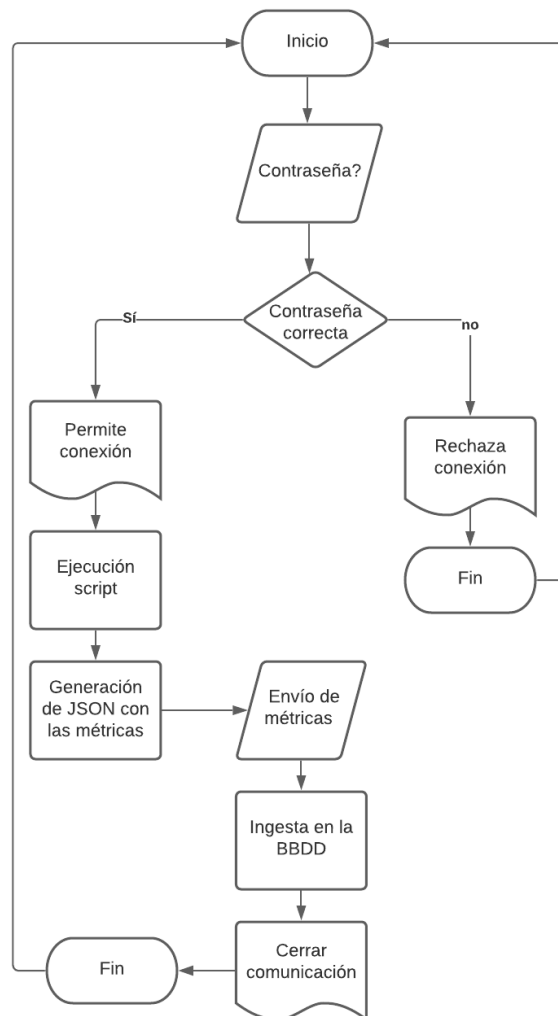 Inicio
Contraseña?
Contraseña
correcta
Sí
no
Permite
conexión
Rechaza
conexión
Ejecución
script
Fin
Generación
de JSON con
las métricas
Envío de
métricas
Ingesta en la
BBDD
Cerrar
comunicación
Fin